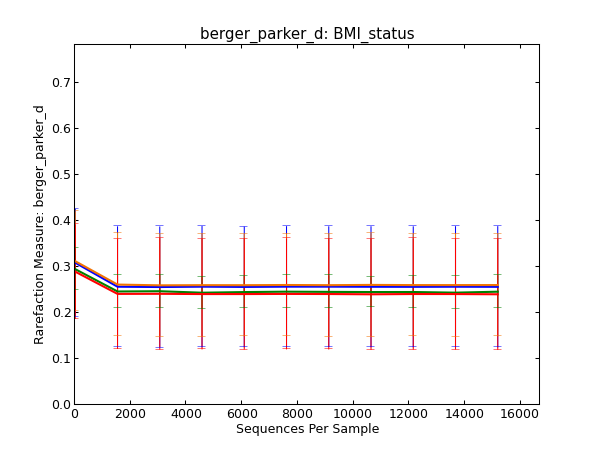 berger_parker_d: BMI_status
Rarefaction Measure: berger_parker_d
0.7
0.6
0.5
0.4
0.3
0.2
0.1
0.0
0 2000 4000 6000 8000 10000 12000 14000 16000
Sequences Per Sample